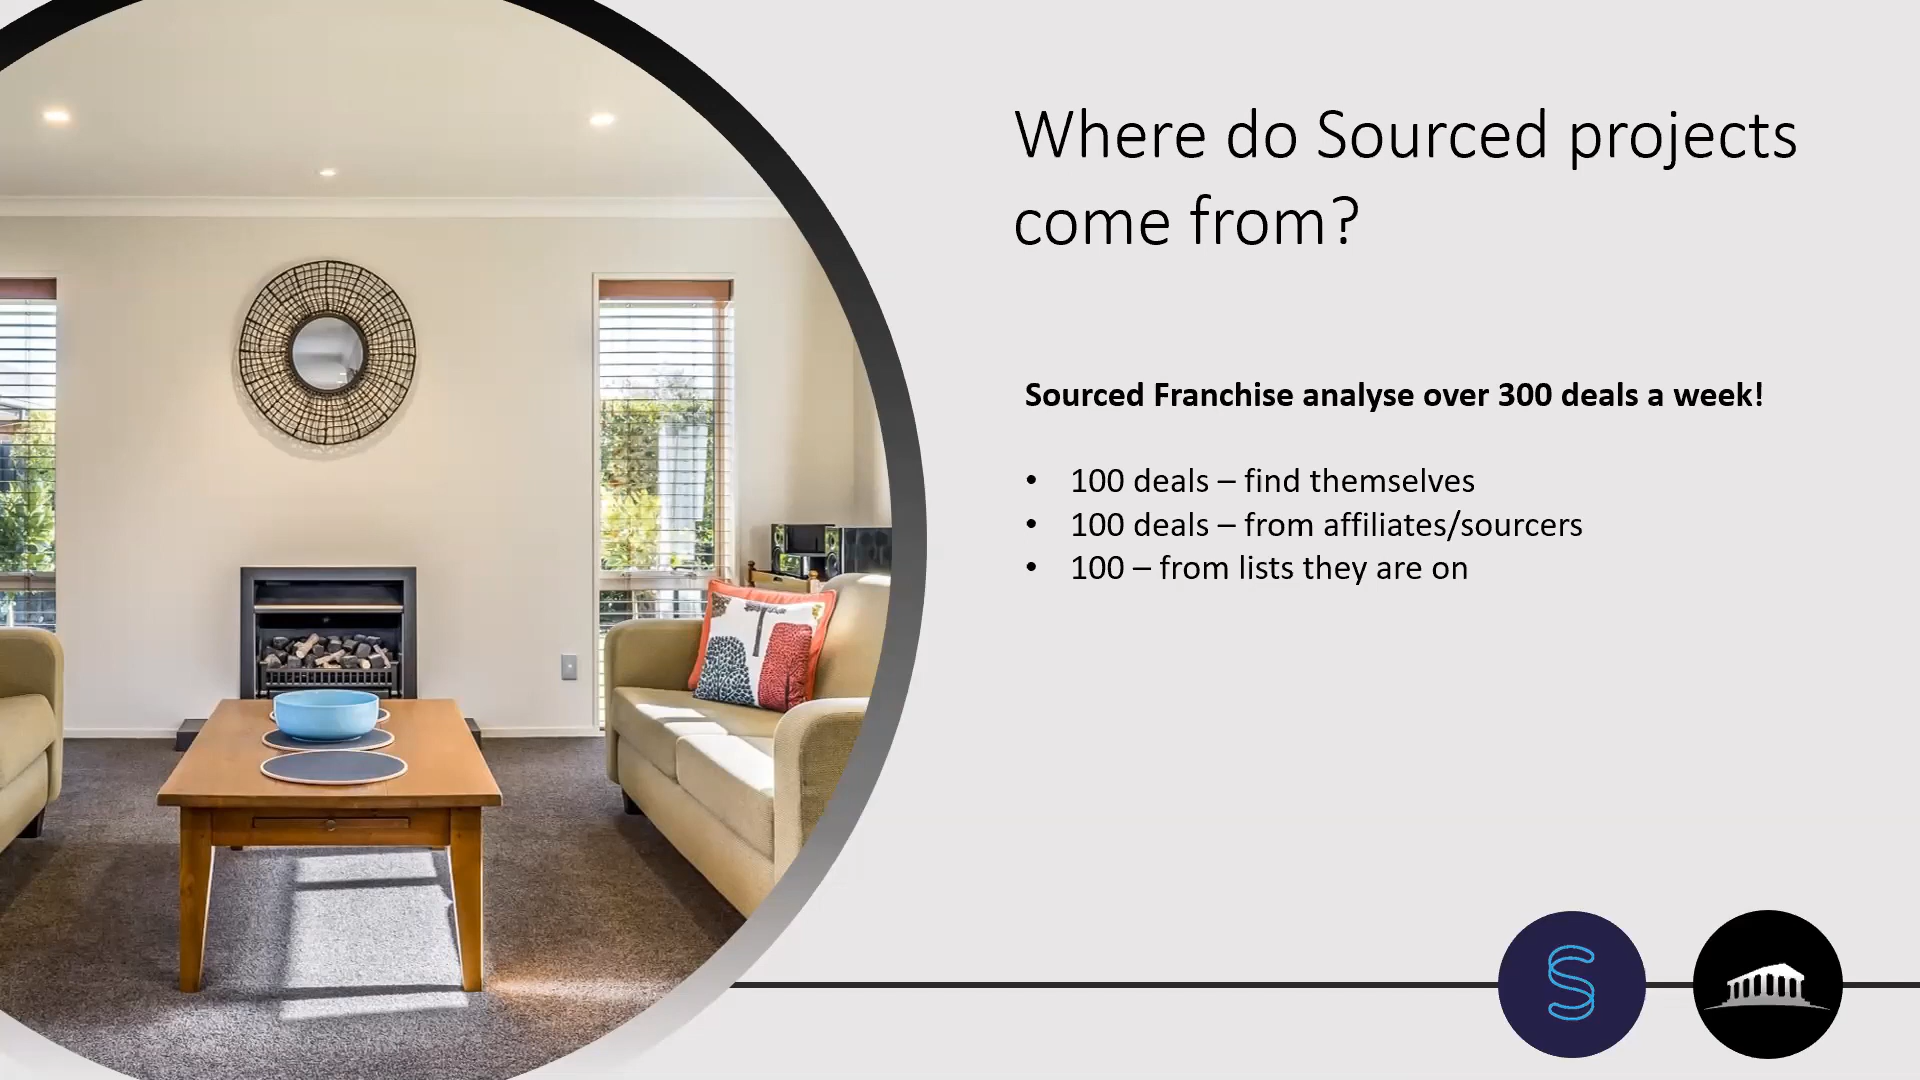 Where do Sourced projects
come from?
Sourced Franchise analyse over 300 deals a week!
• 100 deals – find themselves
• 100 deals – from affiliates/sourcers
• 100 – from lists they are on